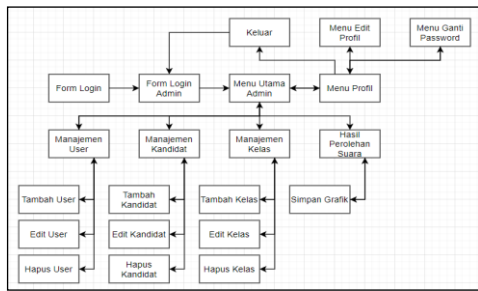 Keluar
Menu Edit
Profil
Menu Ganti
Password
Form Login
Form Login
Admin
Menu Utama
Admin
Menu Profil
Manajemen
User
Manajemen
Kandidat
Manajemen
Kelas
Hasil
Perolehan
Suara
Tambah User
Tambah
Kandidat
Tambah Kelas
Simpan Grafik
Edit User
Edit Kandidat
Edit Kelas
Hapus User
Hapus
Kandidat
Hapus Kelas